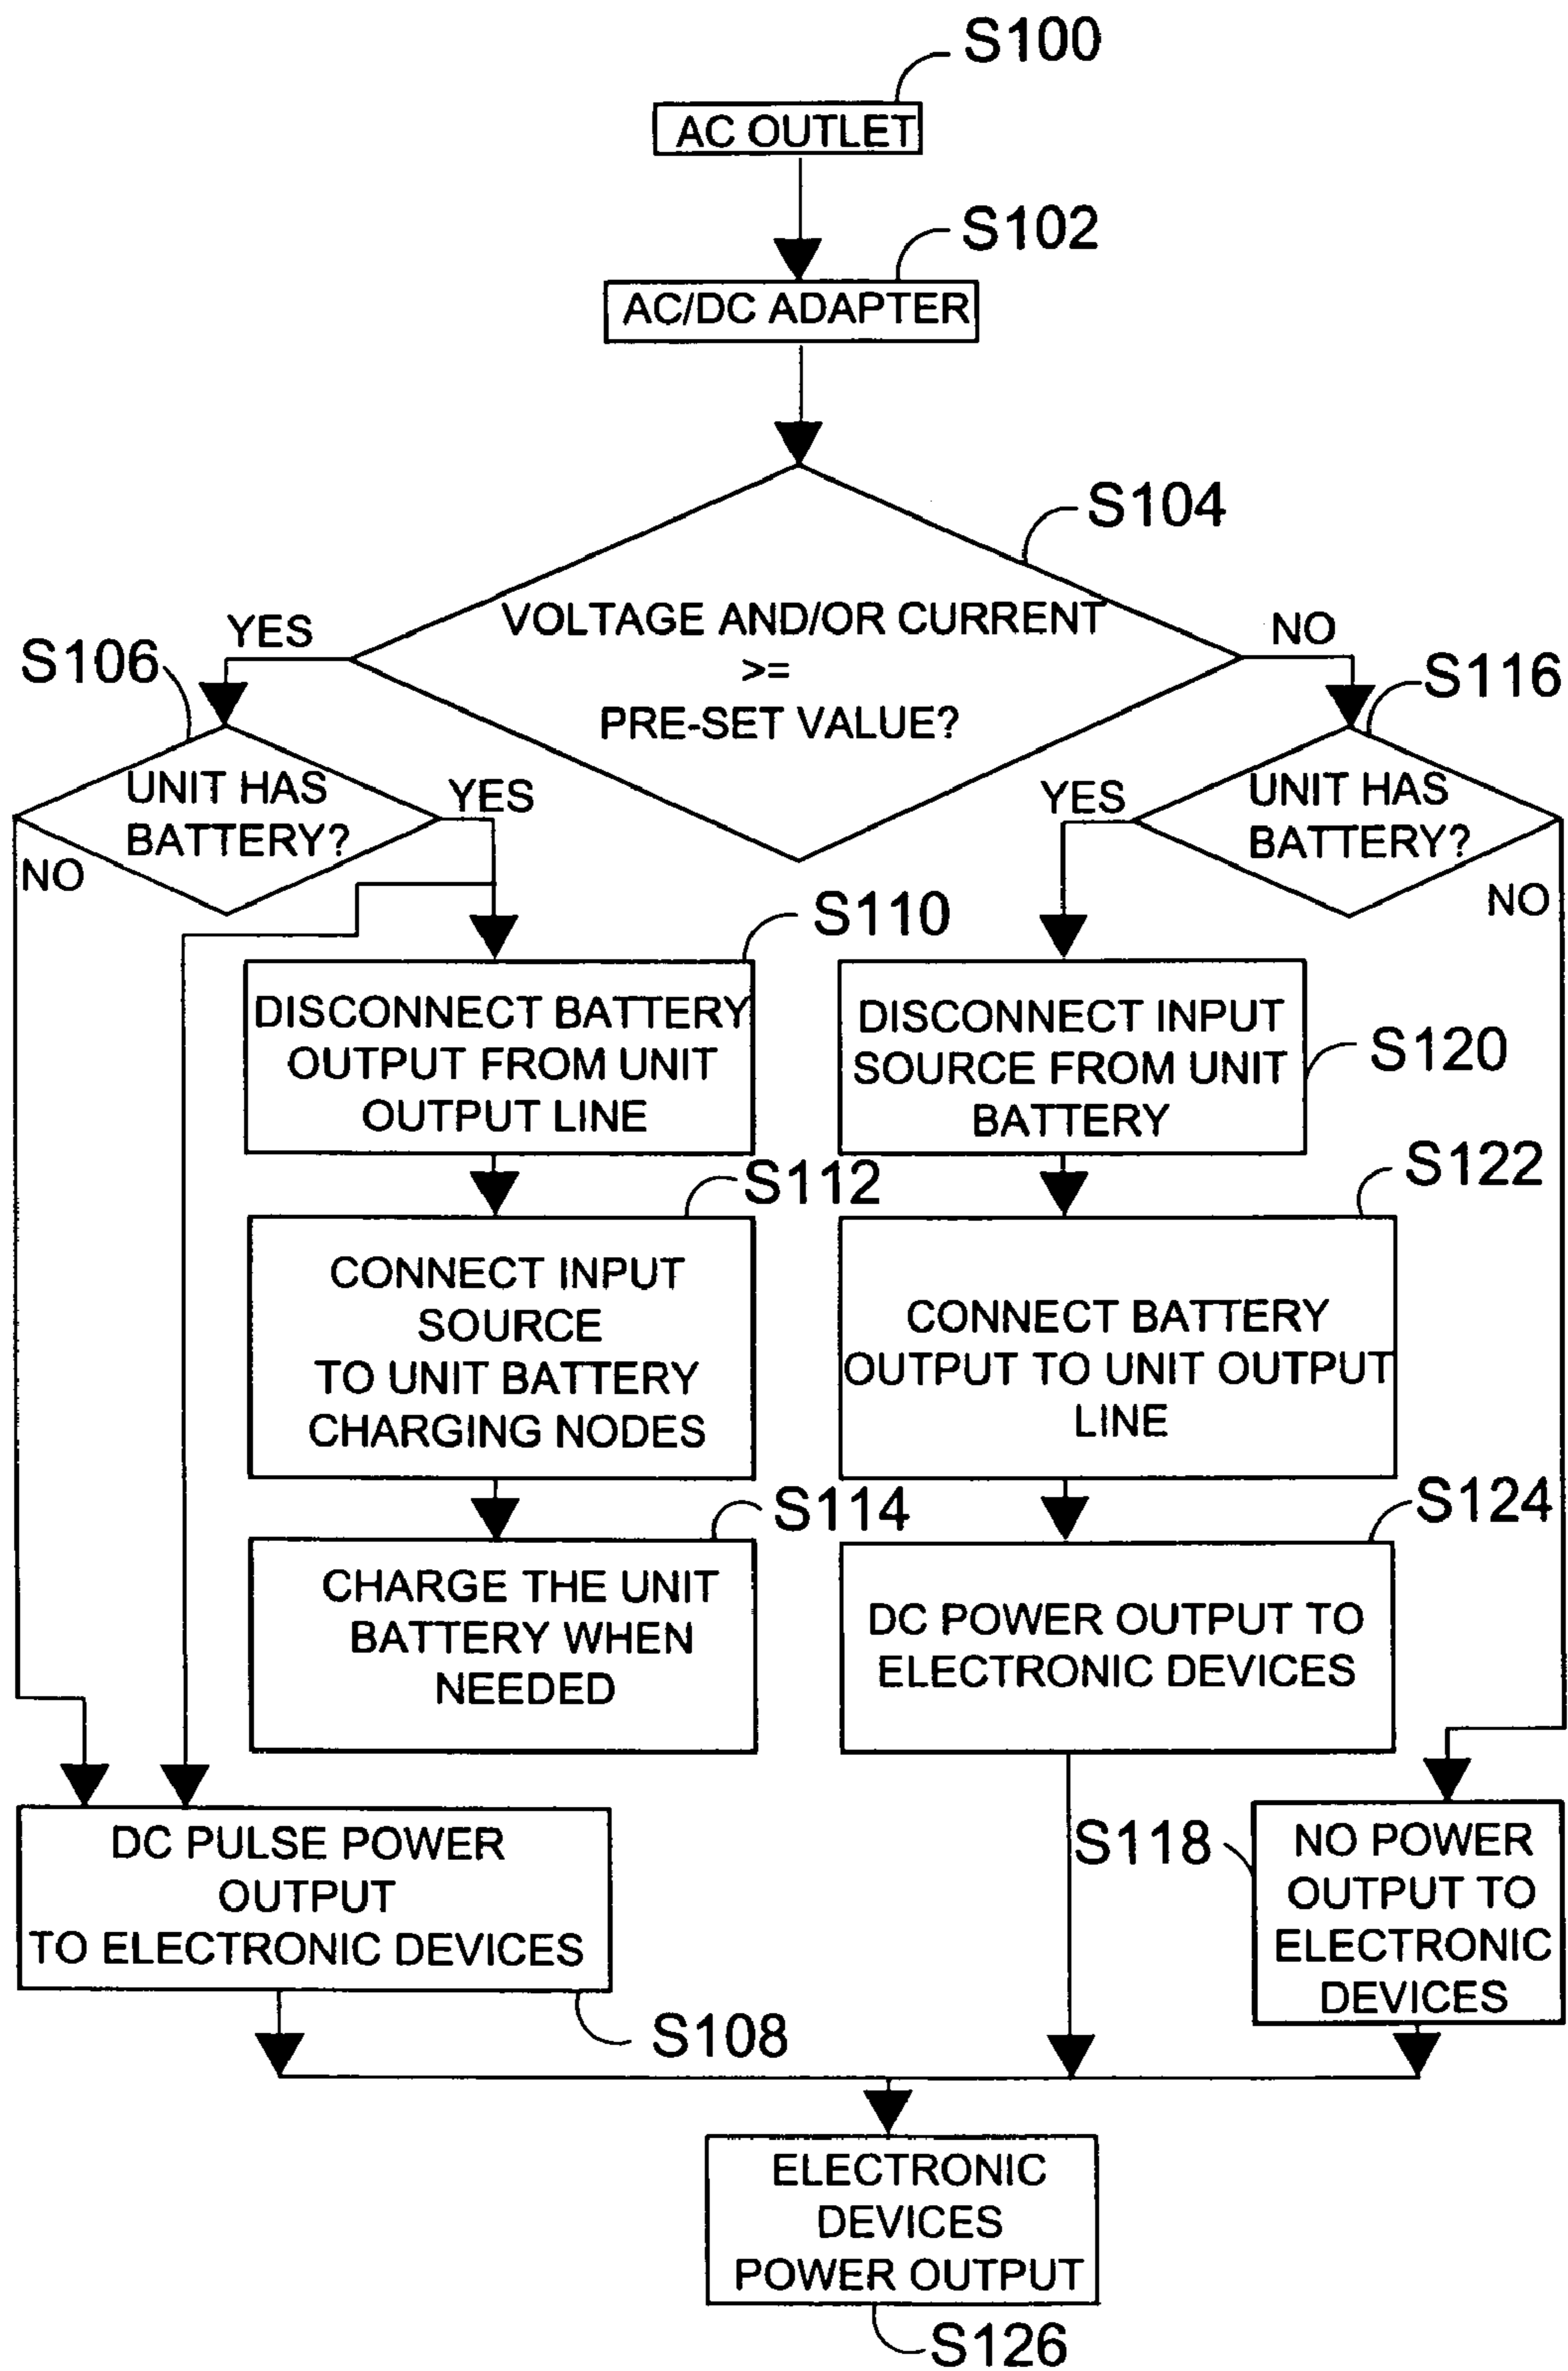 S100
AC OUTLET
S102
AC/DC ADAPTER
S104
VOLTAGE AND/OR CURRENT
>=
PRE-SET VALUE?
YES
NO
S106
UNIT HAS
BATTERY?
YES
NO
S116
UNIT HAS
BATTERY?
YES
NO
S110
DISCONNECT BATTERY
OUTPUT FROM UNIT
OUTPUT LINE
DISCONNECT INPUT
SOURCE FROM UNIT
BATTERY
S120
S112
CONNECT INPUT
SOURCE
TO UNIT BATTERY
CHARGING NODES
S122
CONNECT BATTERY
OUTPUT TO UNIT OUTPUT
LINE
S114
CHARGE THE UNIT
BATTERY WHEN
NEEDED
S124
DC POWER OUTPUT TO
ELECTRONIC DEVICES
DC PULSE POWER
OUTPUT
TO ELECTRONIC DEVICES
S108
S118
NO POWER
OUTPUT TO
ELECTRONIC
DEVICES
ELECTRONIC
DEVICES
POWER OUTPUT
S126